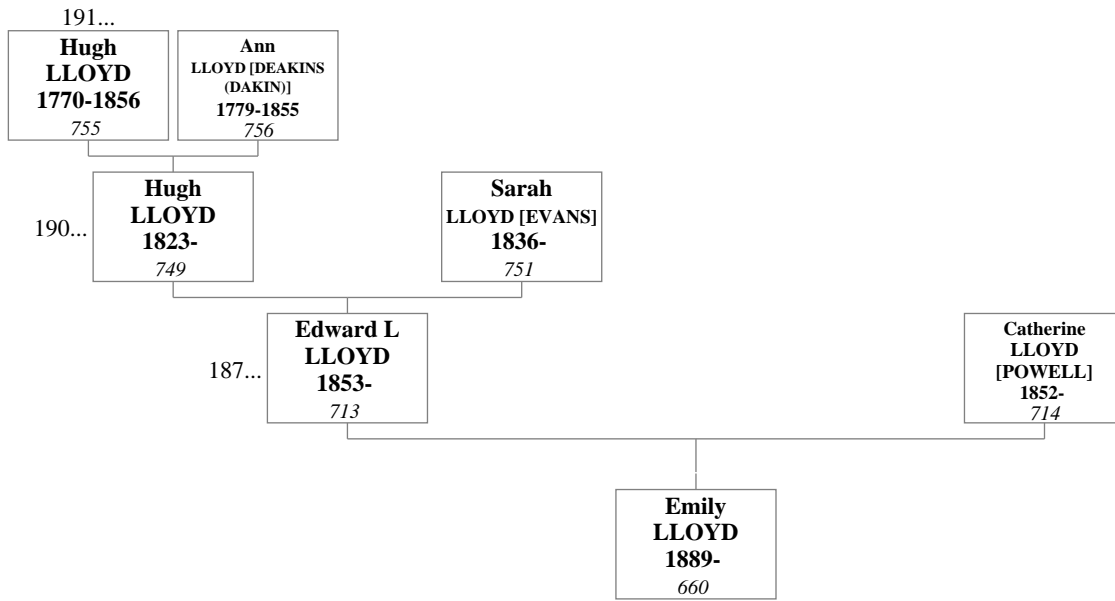 191...
Hugh
LLOYD
1770-1856
755
Ann
LLOYD [DEAKINS
(DAKIN)]
1779-1855
756
190...
Hugh
LLOYD
1823-
749
Sarah
LLOYD [EVANS]
1836-
751
187...
Edward L
LLOYD
1853-
713
Catherine
LLOYD
[POWELL]
1852-
714
Emily
LLOYD
1889-
660